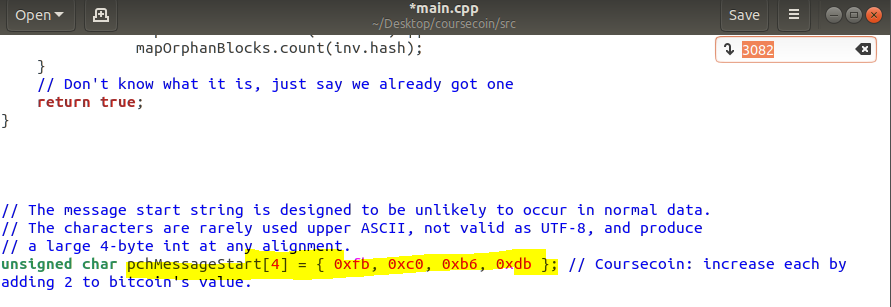 Open
*main.cpp
~/Desktop/coursecoin/src
Save
3082
mapOrphanBlocks.count(inv.hash);
}
// Don't know what it is, just say we already got one
return true;
}
// The message start string is designed to be unlikely to occur in normal data.
// The characters are rarely used upper ASCII, not valid as UTF-8, and produce
// a large 4-byte int at any alignment.
unsigned char pchMessageStart[4] = { 0xfb, 0xc0, 0xb6, 0xdb }; // Coursecoin: increase each by
adding 2 to bitcoin's value.